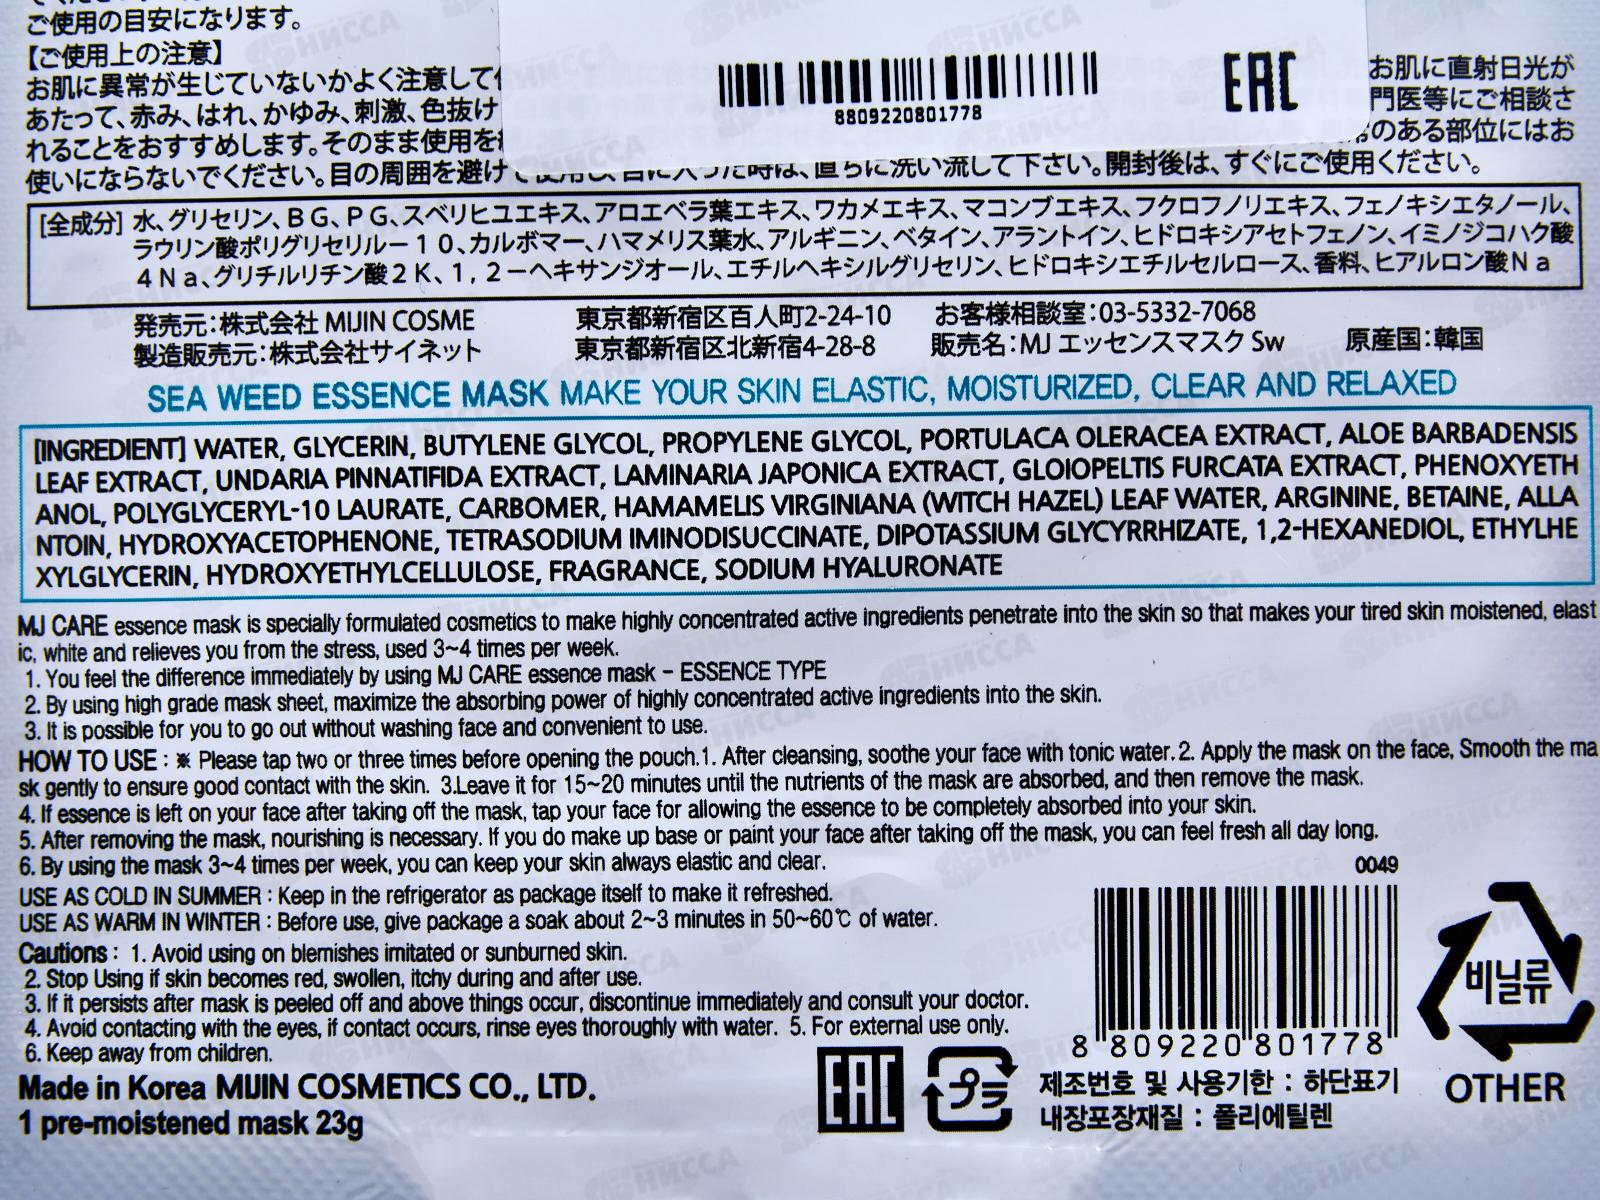 ご使用の目安になります。
【ご使用上の注意】
お肌に異常が生じていないかよく注意して
お肌に直射日光が
あたって、赤み、はれ、かゆみ、刺激、色抜け
門医等にご相談さ
れることをおすすめします。そのまま使用を
のある部位にはお
使いにならないでください。目の周囲を避けて使用し、目に入った時は、直ちに洗い流して下さい。開封後は、すぐにご使用ください。
8809220801778
EAC
[全成分] 水、グリセリン、BG、PG、スベリヒユエキス、アロエベラ葉エキス、ワカメエキス、マコンブエキス、フクロフノリエキス、フェノキシエタノール、
ラウリン酸ポリグリセリル－10、カルボマー、ハマメリス葉水、アルギニン、ベタイン、アラントイン、ヒドロキシアセトフェノン、イミノジコハク酸
4Na、グリチルリチン酸2K、1,2－ヘキサンジオール、エチルヘキシルグリセリン、ヒドロキシエチルセルロース、香料、ヒアルロン酸Na
発売元：株式会社 MIJIN COSME 東京都新宿区百人町2-24-10 お客様相談室：03-5332-7068
製造販売元：株式会社サイネット 東京都新宿区北新宿4-28-8 販売名：MJ エッセンスマスク Sw 原産国：韓国
SEA WEED ESSENCE MASK MAKE YOUR SKIN ELASTIC, MOISTURIZED, CLEAR AND RELAXED
[INGREDIENT] WATER, GLYCERIN, BUTYLENE GLYCOL, PROPYLENE GLYCOL, PORTULACA OLERACEA EXTRACT, ALOE BARBADENSIS
LEAF EXTRACT, UNDARIA PINNATIFIDA EXTRACT, LAMINARIA JAPONICA EXTRACT, GLOIOPELTIS FURCATA EXTRACT, PHENOXYETH
ANOL, POLYGLYCERYL-10 LAURATE, CARBOMER, HAMAMELIS VIRGINIANA (WITCH HAZEL) LEAF WATER, ARGININE, BETAINE, ALLA
NTOIN, HYDROXYACETOPHENONE, TETRASODIUM IMINODISUCCINATE, DIPOTASSIUM GLYCYRRHIZATE, 1,2-HEXANEDIOL, ETHYLHE
XYLGLYCERIN, HYDROXYETHYLCELLULOSE, FRAGRANCE, SODIUM HYALURONATE
MJ CARE essence mask is specially formulated cosmetics to make highly concentrated active ingredients penetrate into the skin so that makes your tired skin moistened, elast
ic, white and relieves you from the stress, used 3~4 times per week.
1. You feel the difference immediately by using MJ CARE essence mask - ESSENCE TYPE
2. By using high grade mask sheet, maximize the absorbing power of highly concentrated active ingredients into the skin.
3. It is possible for you to go out without washing face and convenient to use.
HOW TO USE : ※ Please tap two or three times before opening the pouch.1. After cleansing, soothe your face with tonic water.2. Apply the mask on the face, Smooth the ma
sk gently to ensure good contact with the skin. 3.Leave it for 15~20 minutes until the nutrients of the mask are absorbed, and then remove the mask.
4. If essence is left on your face after taking off the mask, tap your face for allowing the essence to be completely absorbed into your skin.
5. After removing the mask, nourishing is necessary. If you do make up base or paint your face after taking off the mask, you can feel fresh all day long.
6. By using the mask 3~4 times per week, you can keep your skin always elastic and clear.
USE AS COLD IN SUMMER : Keep in the refrigerator as package itself to make it refreshed.
USE AS WARM IN WINTER : Before use, give package a soak about 2~3 minutes in 50~60℃ of water.
Cautions : 1. Avoid using on blemishes imitated or sunburned skin.
2. Stop Using if skin becomes red, swollen, itchy during and after use.
3. If it persists after mask is peeled off and above things occur, discontinue immediately and consult your doctor.
4. Avoid contacting with the eyes, if contact occurs, rinse eyes thoroughly with water. 5. For external use only.
6. Keep away from children.
Made in Korea MIJIN COSMETICS CO., LTD.
1 pre-moistened mask 23g
EAC
プラ
0049
8 809220 801778
제조번호 및 사용기한 : 하단표기
내장포장재질 : 폴리에틸렌
비닐류
OTHER